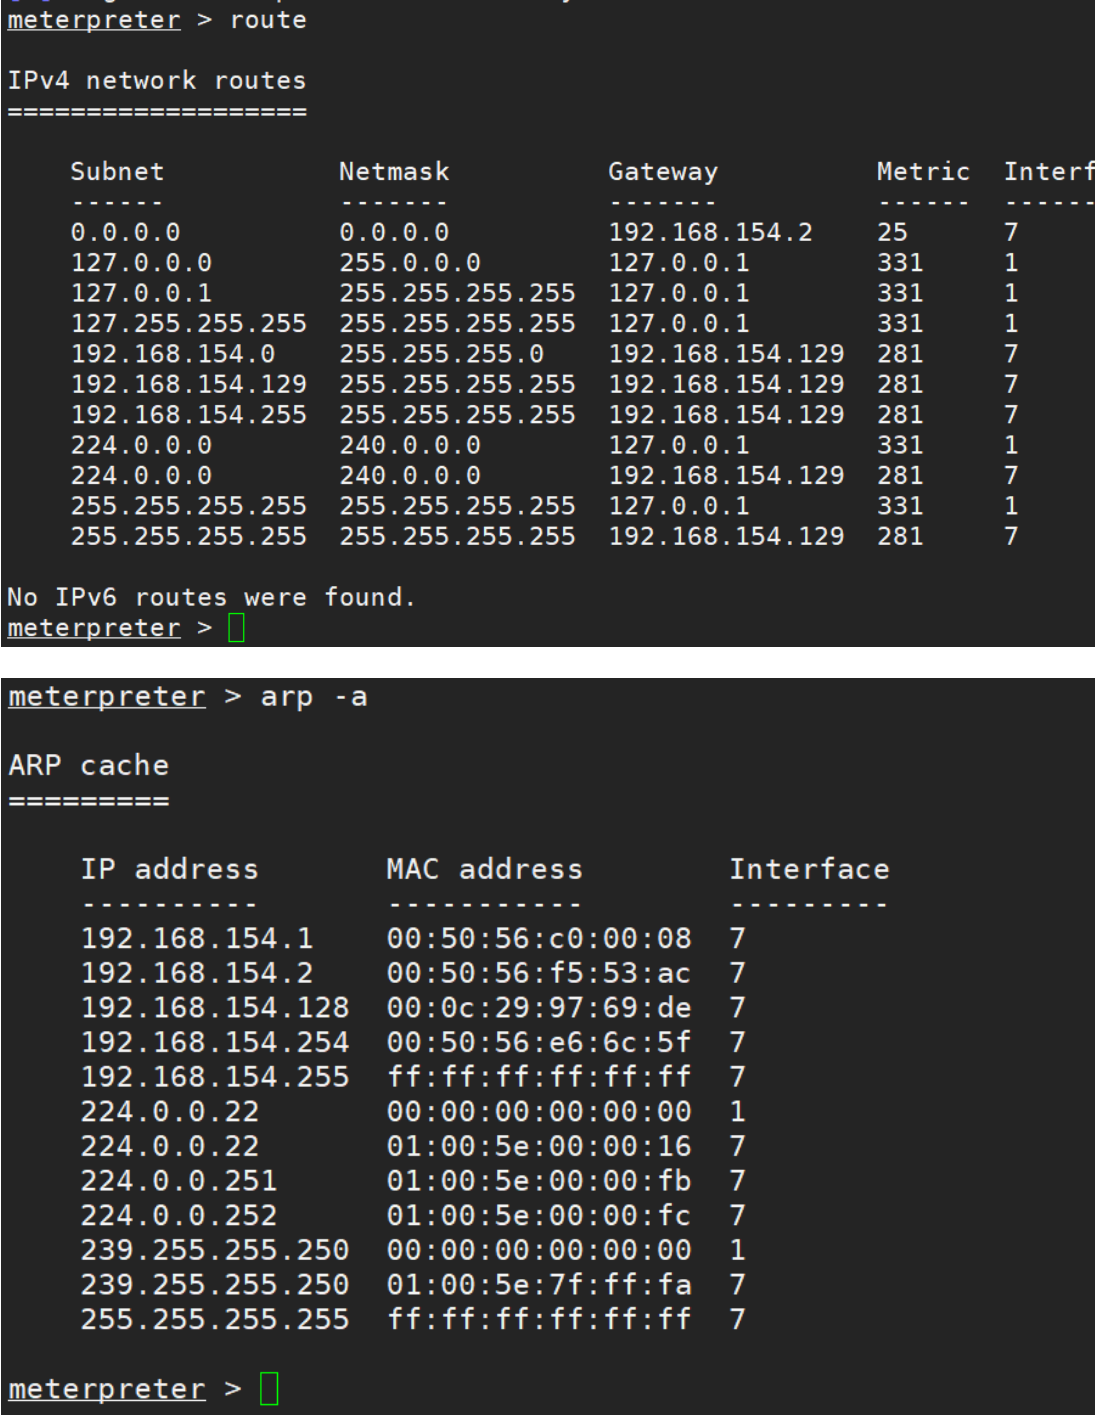 meterpreter > route
IPv4 network routes
===================
Subnet Netmask Gateway Metric Interf
------ ------- ------- ------ ------
0.0.0.0 0.0.0.0 192.168.154.2 25 7
127.0.0.0 255.0.0.0 127.0.0.1 331 1
127.0.0.1 255.255.255.255 127.0.0.1 331 1
127.255.255.255 255.255.255.255 127.0.0.1 331 1
192.168.154.0 255.255.255.0 192.168.154.129 281 7
192.168.154.129 255.255.255.255 192.168.154.129 281 7
192.168.154.255 255.255.255.255 192.168.154.129 281 7
224.0.0.0 240.0.0.0 127.0.0.1 331 1
224.0.0.0 240.0.0.0 192.168.154.129 281 7
255.255.255.255 255.255.255.255 127.0.0.1 331 1
255.255.255.255 255.255.255.255 192.168.154.129 281 7
No IPv6 routes were found.
meterpreter >
meterpreter > arp -a
ARP cache
=========
IP address MAC address Interface
---------- ----------- ---------
192.168.154.1 00:50:56:c0:00:08 7
192.168.154.2 00:50:56:f5:53:ac 7
192.168.154.128 00:0c:29:97:69:de 7
192.168.154.254 00:50:56:e6:6c:5f 7
192.168.154.255 ff:ff:ff:ff:ff:ff 7
224.0.0.22 00:00:00:00:00:00 1
224.0.0.22 01:00:5e:00:00:16 7
224.0.0.251 01:00:5e:00:00:fb 7
224.0.0.252 01:00:5e:00:00:fc 7
239.255.255.250 00:00:00:00:00:00 1
239.255.255.250 01:00:5e:7f:ff:fa 7
255.255.255.255 ff:ff:ff:ff:ff:ff 7
meterpreter >